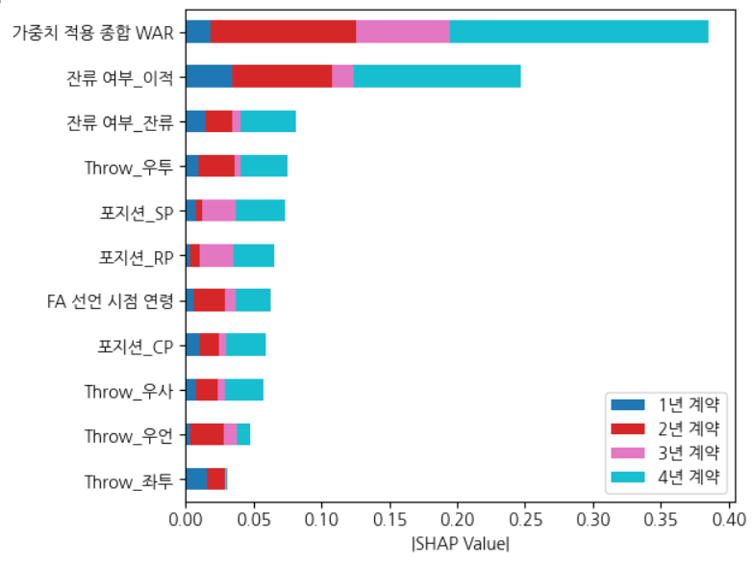 가중치 적용 종합 WAR
잔류 여부_이적
잔류 여부_잔류
Throw_우투
포지션_SP
포지션_RP
FA 선언 시점 연령
포지션_CP
Throw_우사
Throw_우언
Throw_좌투
1년 계약
2년 계약
3년 계약
4년 계약
0.00 0.05 0.10 0.15 0.20 0.25 0.30 0.35 0.40
|SHAP Value|